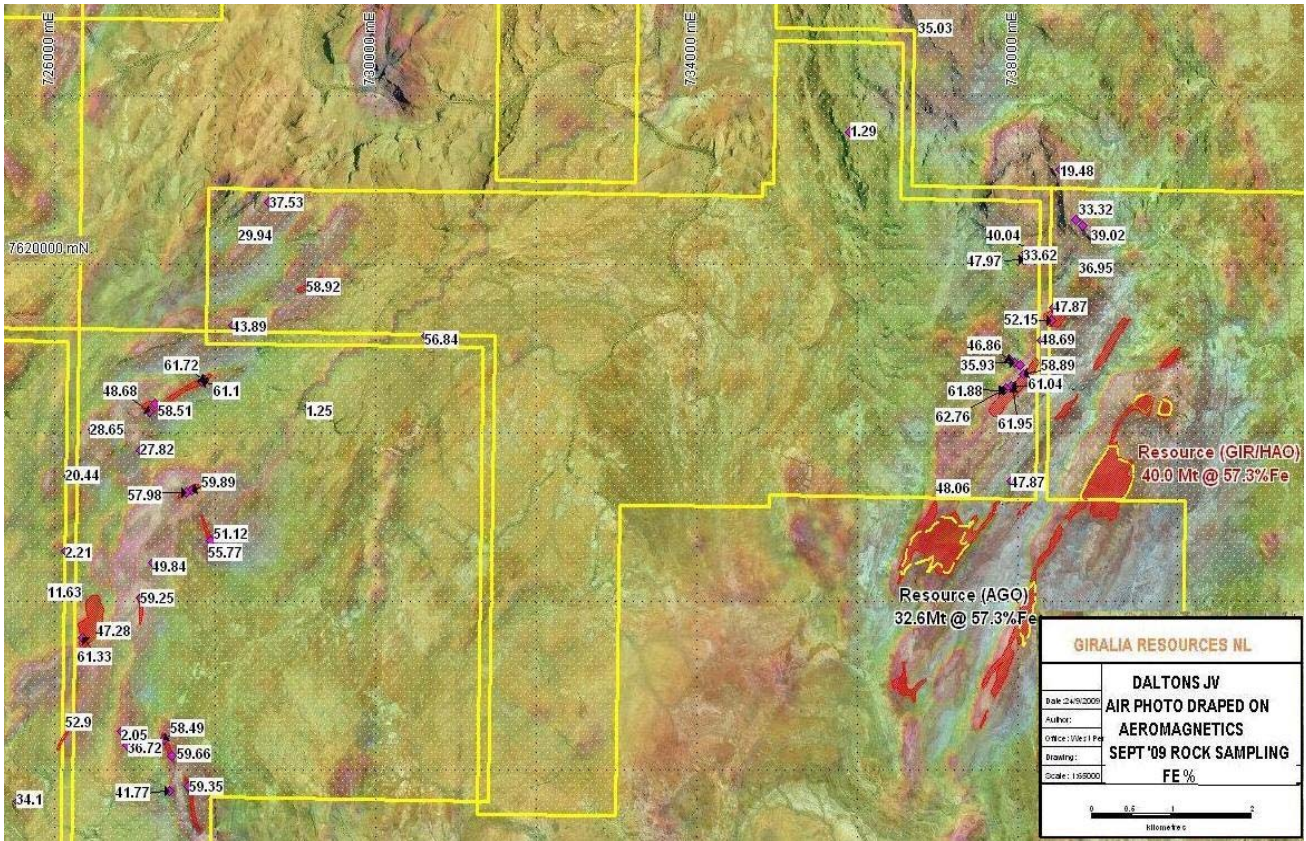 726000 mE
730000 mE
734000 mE
738000 mE
35.03
1.29
19.48
37.53
33.32
29.94
40.04
39.02
7620000 mN
47.97
33.62
36.95
58.92
47.87
52.15
43.89
56.84
48.69
46.86
35.93
58.89
61.72
61.1
61.04
48.68
58.51
61.88
1.25
62.76
61.95
28.65
27.82
Resource (GIR/HAO)
40.0 Mt @ 57.3%Fe
20.44
59.89
57.98
47.87
48.06
51.12
55.77
2.21
49.84
11.63
59.25
Resource (AGO)
32.6Mt @ 57.3%Fe
47.28
61.33
52.9
58.49
2.05
36.72
59.66
41.77
59.35
34.1
GIRALIA RESOURCES NL
DALTONS JV
AIR PHOTO DRAPED ON
AEROMAGNETICS
SEPT '09 ROCK SAMPLING
FE %
Date: 24/9/2009
Author:
Office:
Drawing:
Scale:
0 0.5 1 2
kilometres